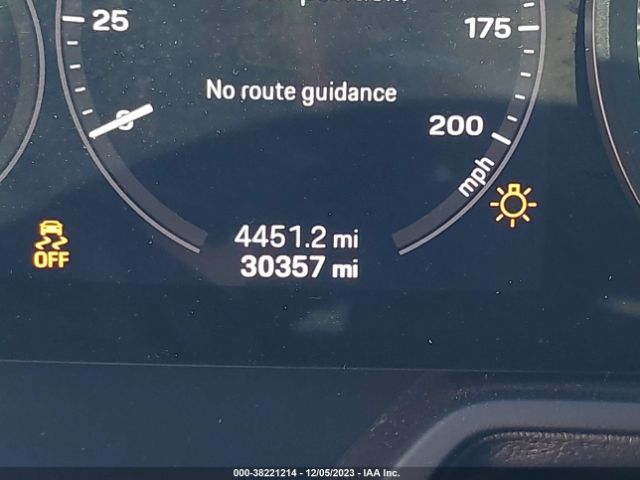 25
175
No route guidance
0
200
mph
4451.2 mi
30357 mi
OFF
000-38221214 - 12/05/2023 - IAA Inc.